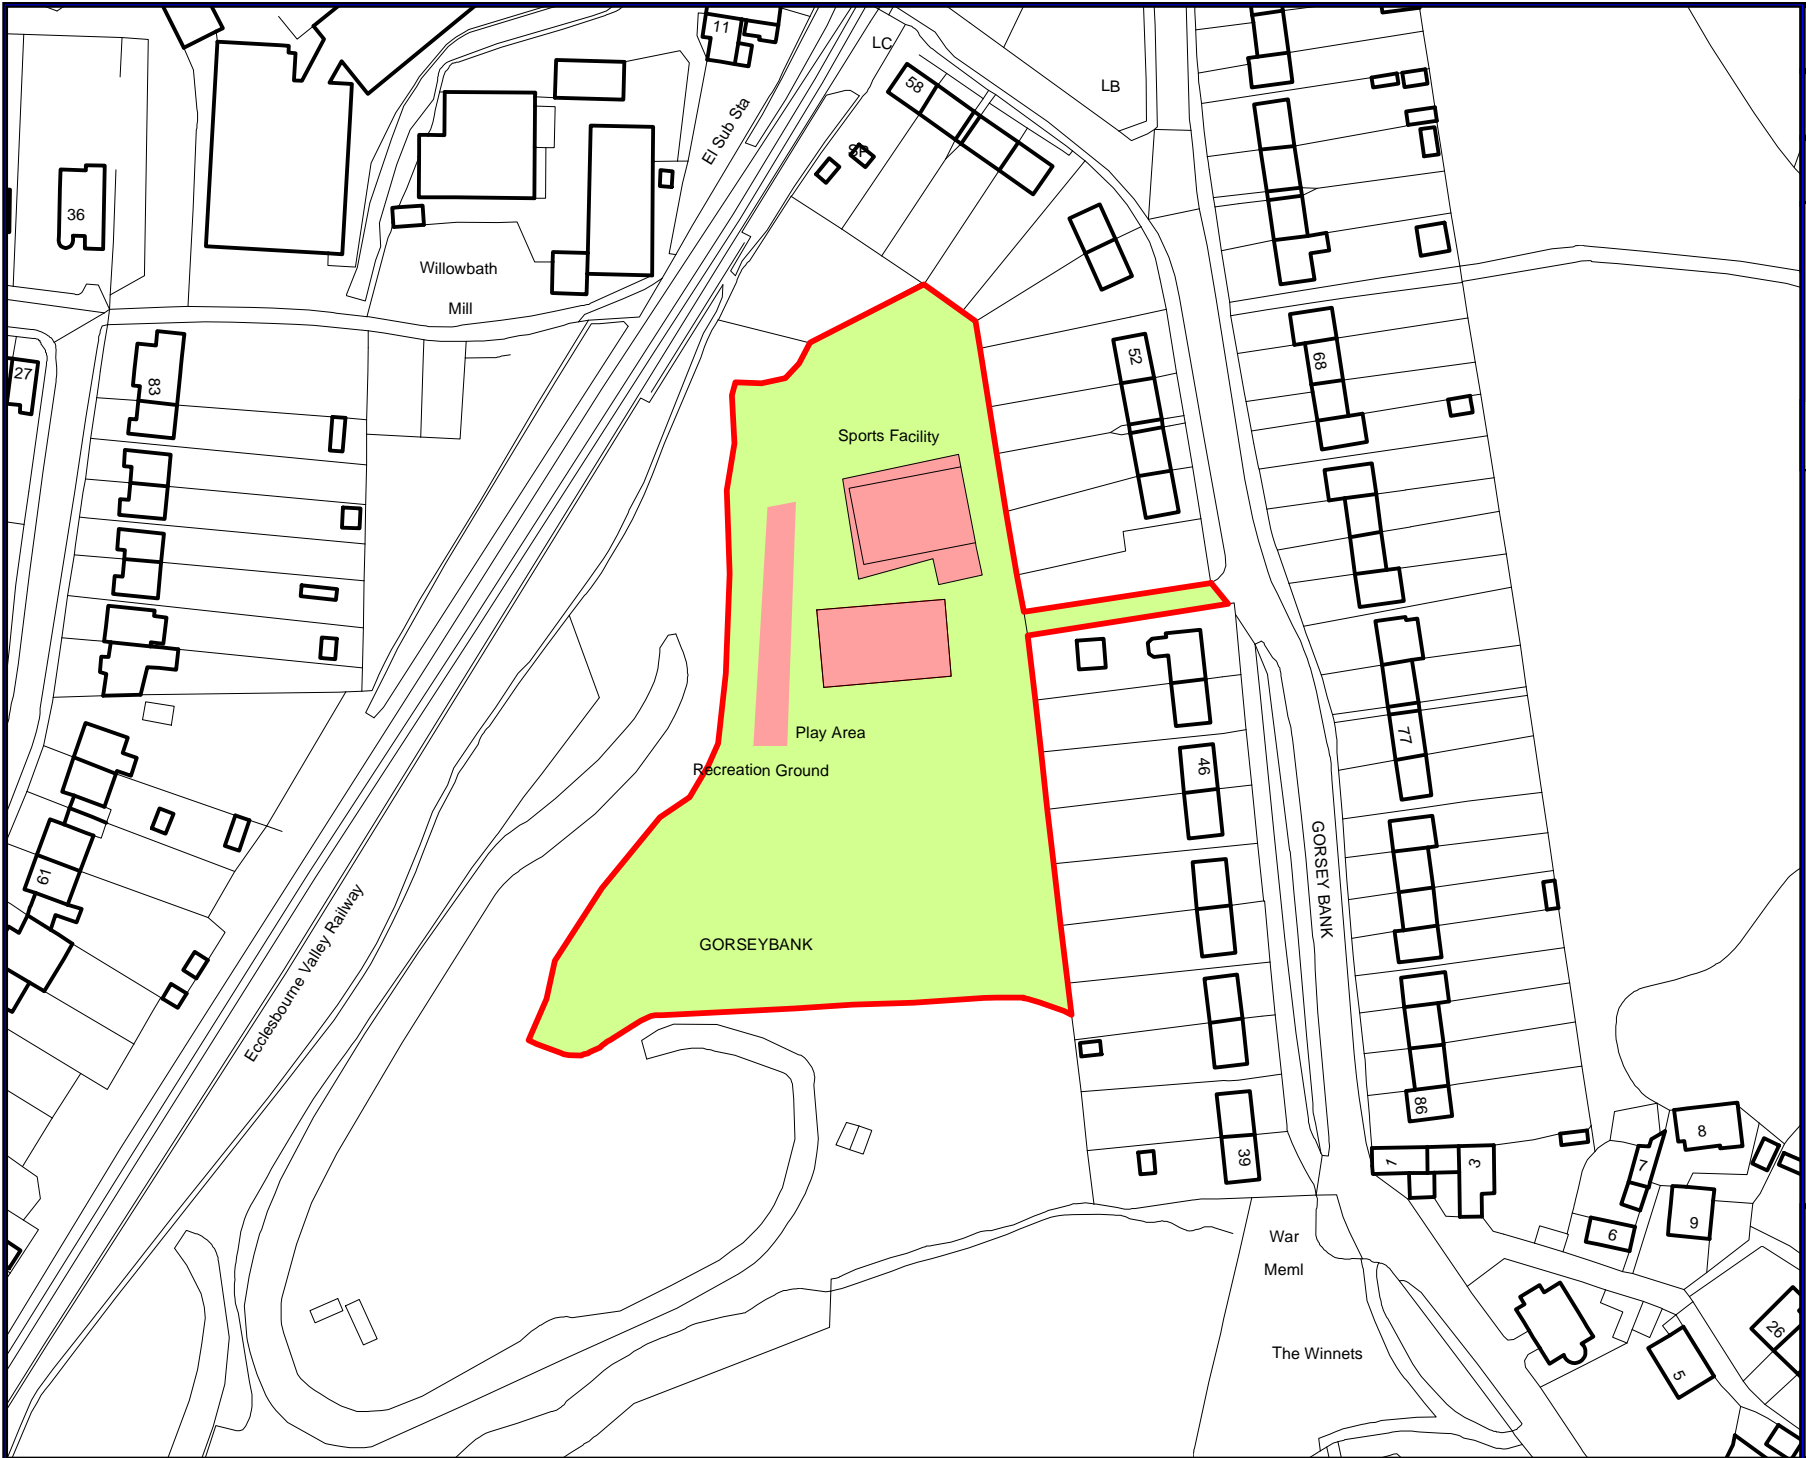 11
LC
58
LB
El Sub Sta
SP
36
Willowbath
Mill
52
27
83
68
Sports Facility
Play Area
77
Recreation Ground
46
61
GORSEY BANK
GORSEYBANK
Ecclesbourne Valley Railway
86
39
1
3
8
7
9
6
War
Meml
The Winnets
26
5